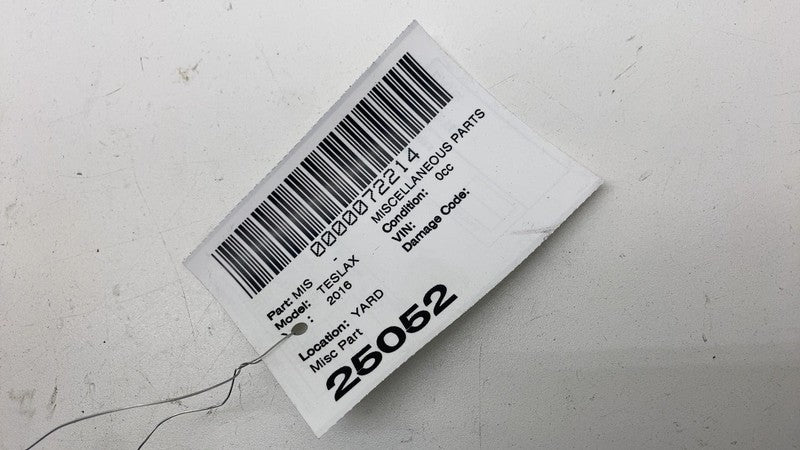 0000072214
Part: MIS - MISCELLANEOUS PARTS
Model: TESLAX Condition: 0cc
: 2016 VIN:
Damage Code:
Location: YARD
Misc Part
25052